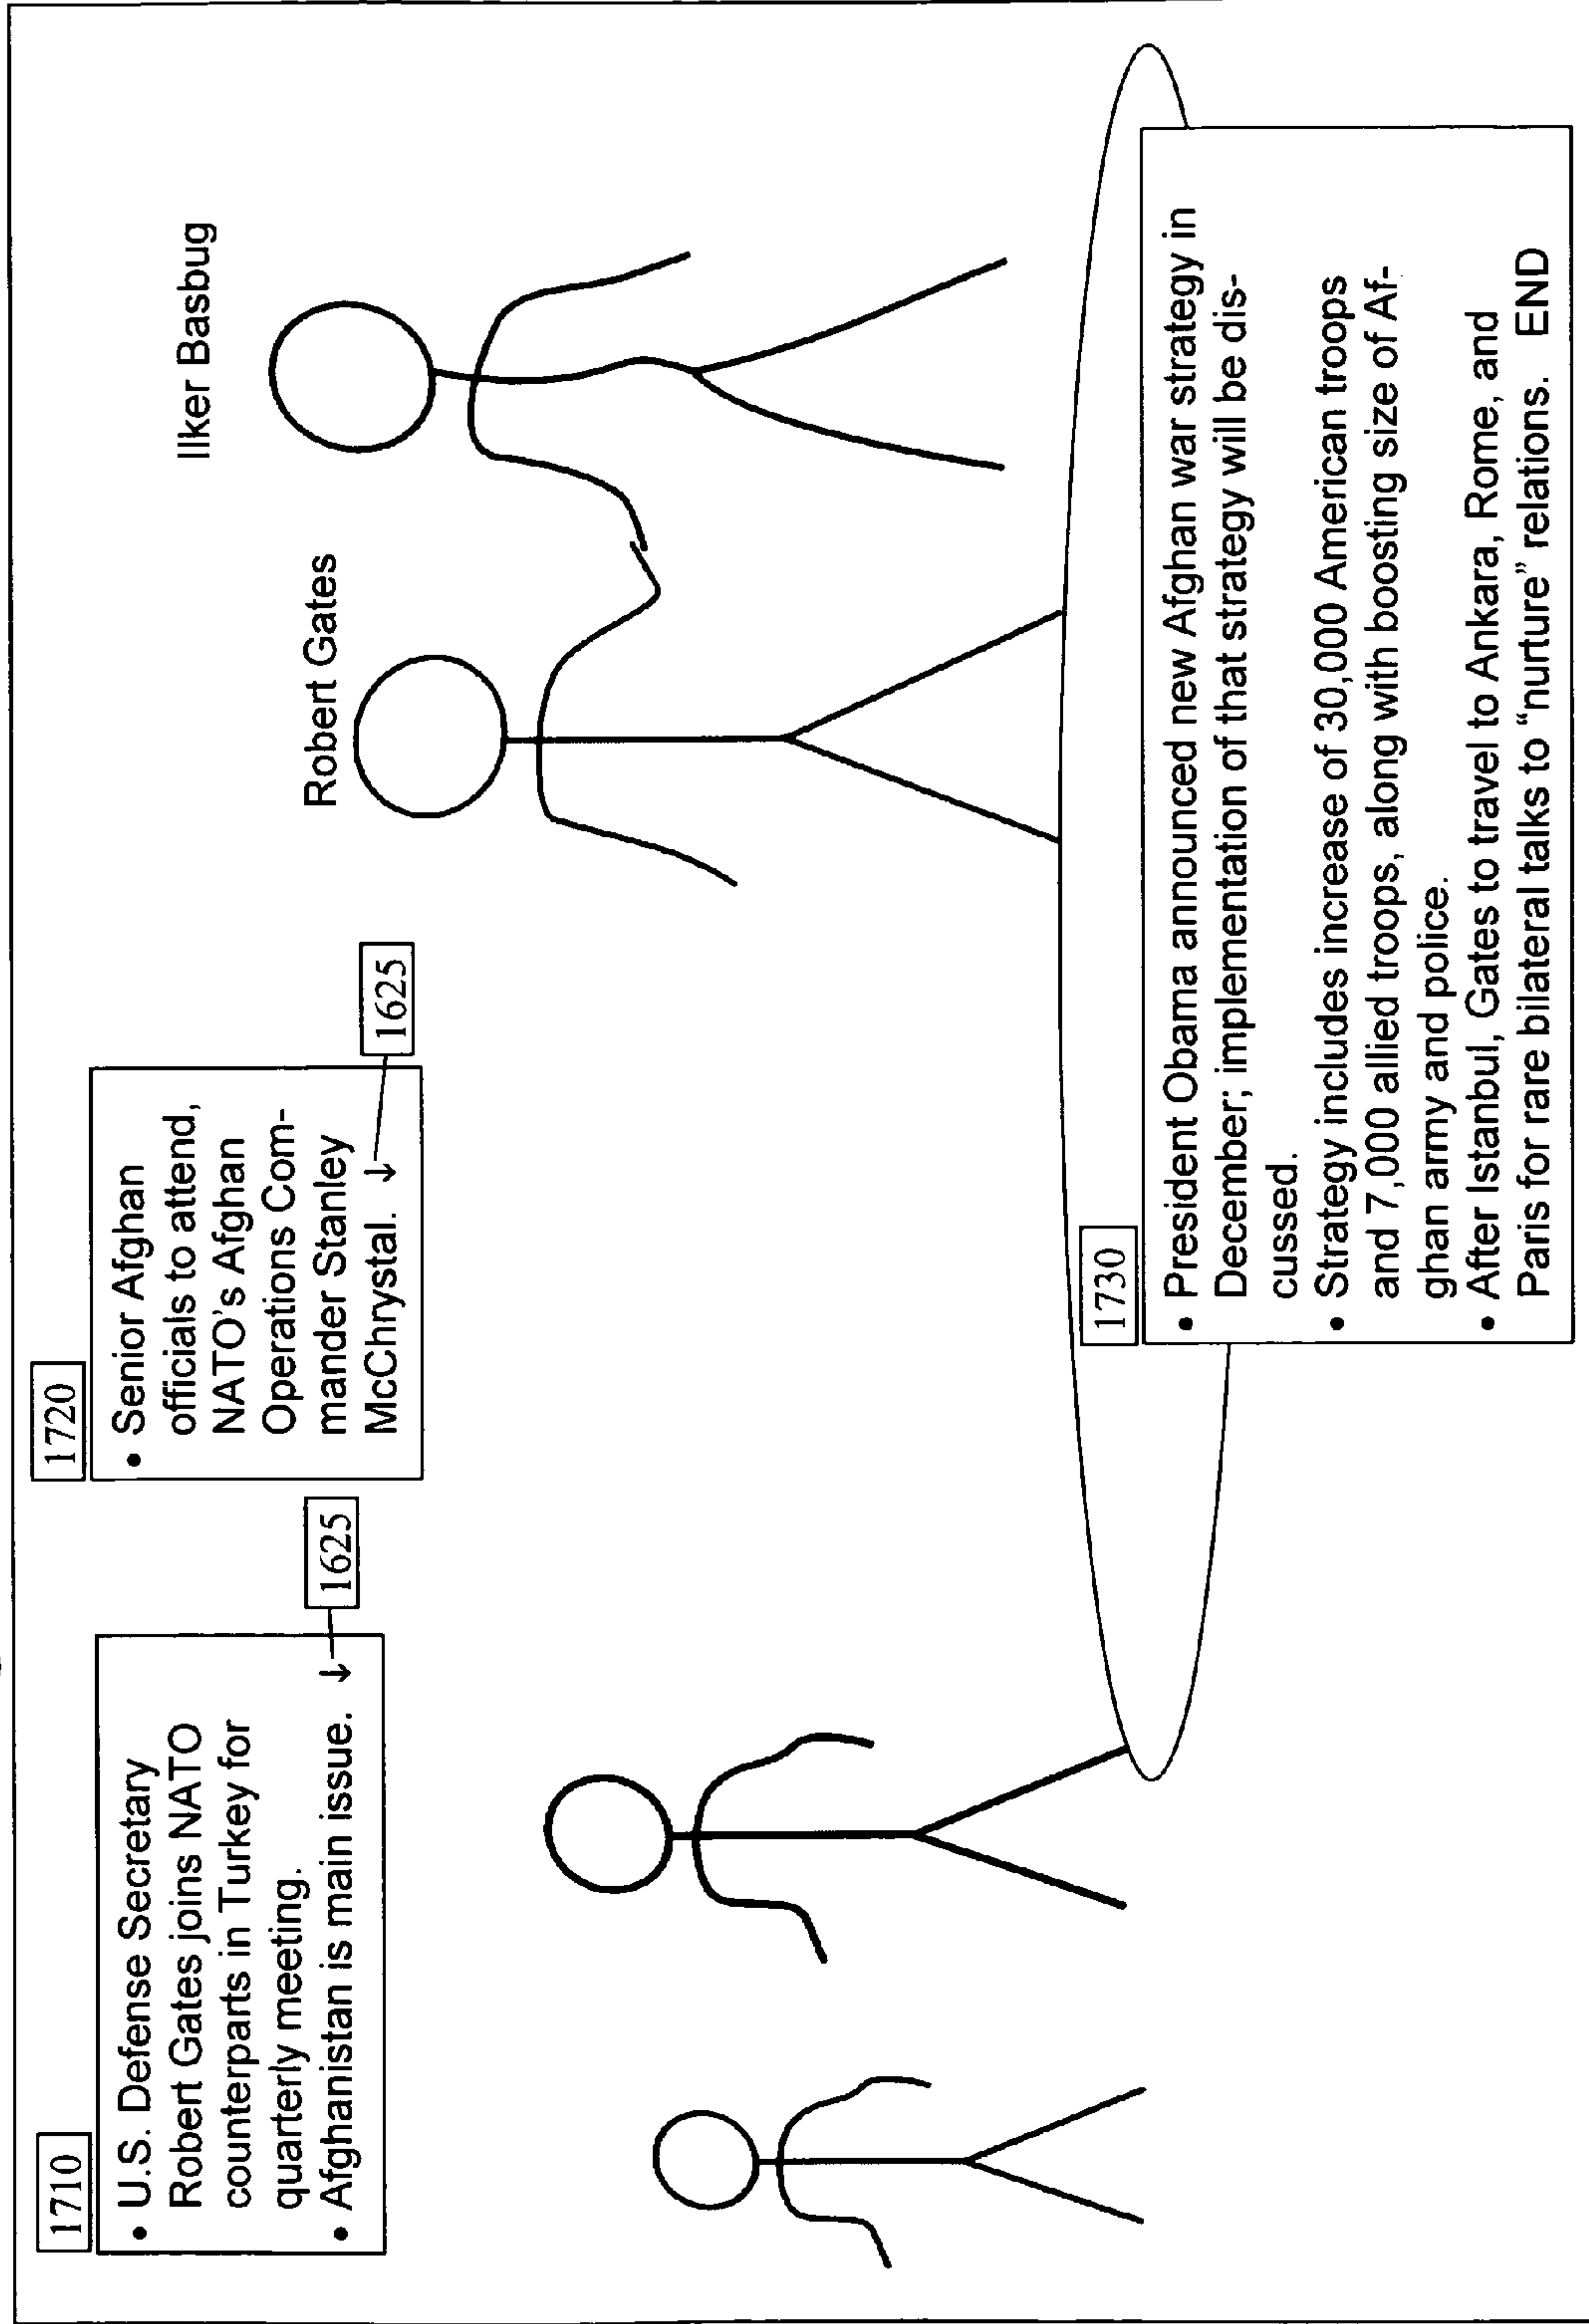 1710
• U.S. Defense Secretary
Robert Gates joins NATO
counterparts in Turkey for
quarterly meeting.
• Afghanistan is main issue. ↓
1625
1720
• Senior Afghan
officials to attend,
NATO's Afghan
Operations Com-
mander Stanley
McChrystal. ↓
1625
Robert Gates
Ilker Basbug
1730
• President Obama announced new Afghan war strategy in
December; implementation of that strategy will be dis-
cussed.
• Strategy includes increase of 30,000 American troops
and 7,000 allied troops, along with boosting size of Af-
ghan army and police.
• After Istanbul, Gates to travel to Ankara, Rome, and
Paris for rare bilateral talks to “nurture” relations. END